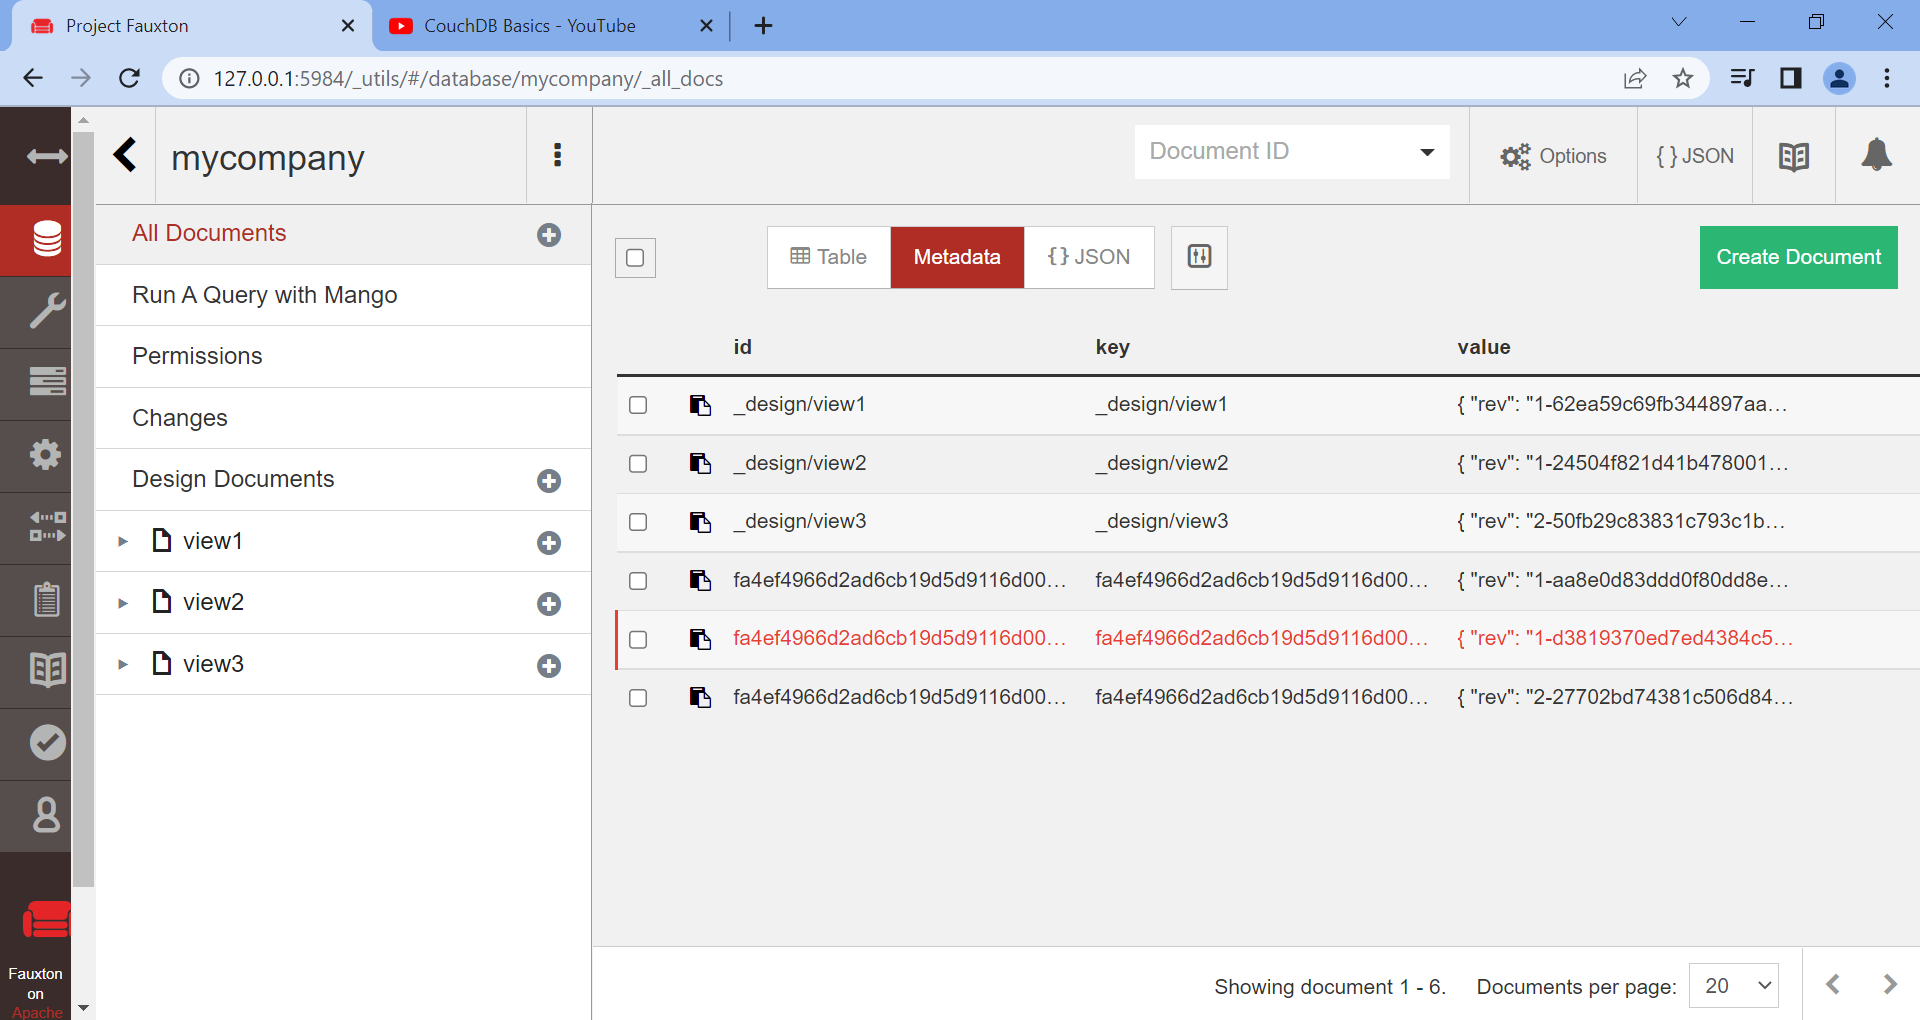 Project Fauxton
CouchDB Basics - YouTube
127.0.0.1:5984/_utils/#/database/mycompany/_all_docs
mycompany
Document ID
Options
{ } JSON
All Documents
Run A Query with Mango
Permissions
Changes
Design Documents
view1
view2
view3
Table
Metadata
{ } JSON
Create Document
id key value
_design/view1 _design/view1 { "rev": "1-62ea59c69fb344897aa...
_design/view2 _design/view2 { "rev": "1-24504f821d41b478001...
_design/view3 _design/view3 { "rev": "2-50fb29c83831c793c1b...
fa4ef4966d2ad6cb19d5d9116d00... fa4ef4966d2ad6cb19d5d9116d00... { "rev": "1-aa8e0d83ddd0f80dd8e...
fa4ef4966d2ad6cb19d5d9116d00... fa4ef4966d2ad6cb19d5d9116d00... { "rev": "1-d3819370ed7ed4384c5...
fa4ef4966d2ad6cb19d5d9116d00... fa4ef4966d2ad6cb19d5d9116d00... { "rev": "2-27702bd74381c506d84...
Fauxton
on
Apache
Showing document 1 - 6. Documents per page: 20